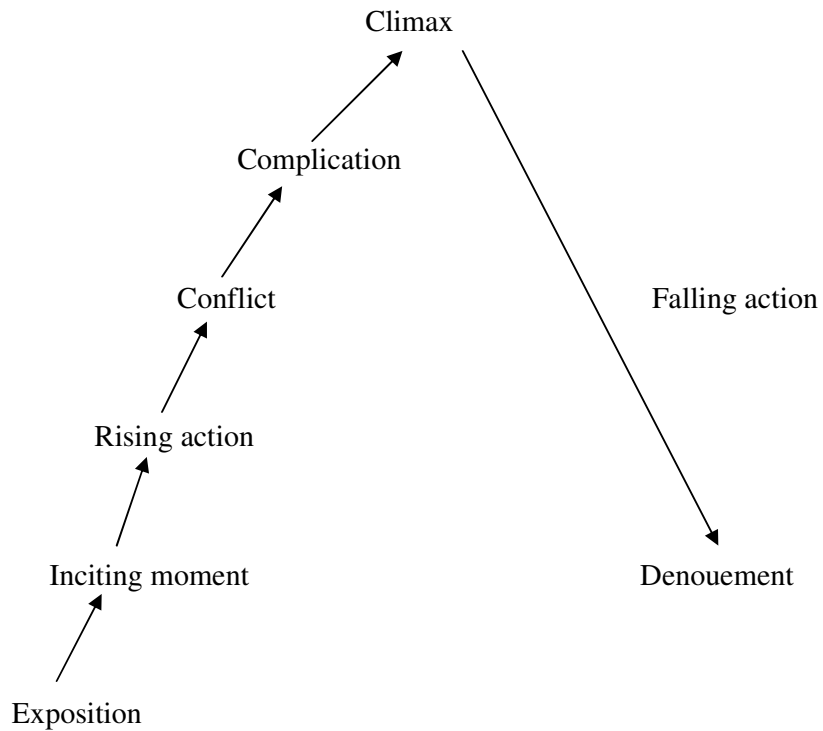 Climax
Complication
Conflict
Falling action
Rising action
Inciting moment
Denouement
Exposition